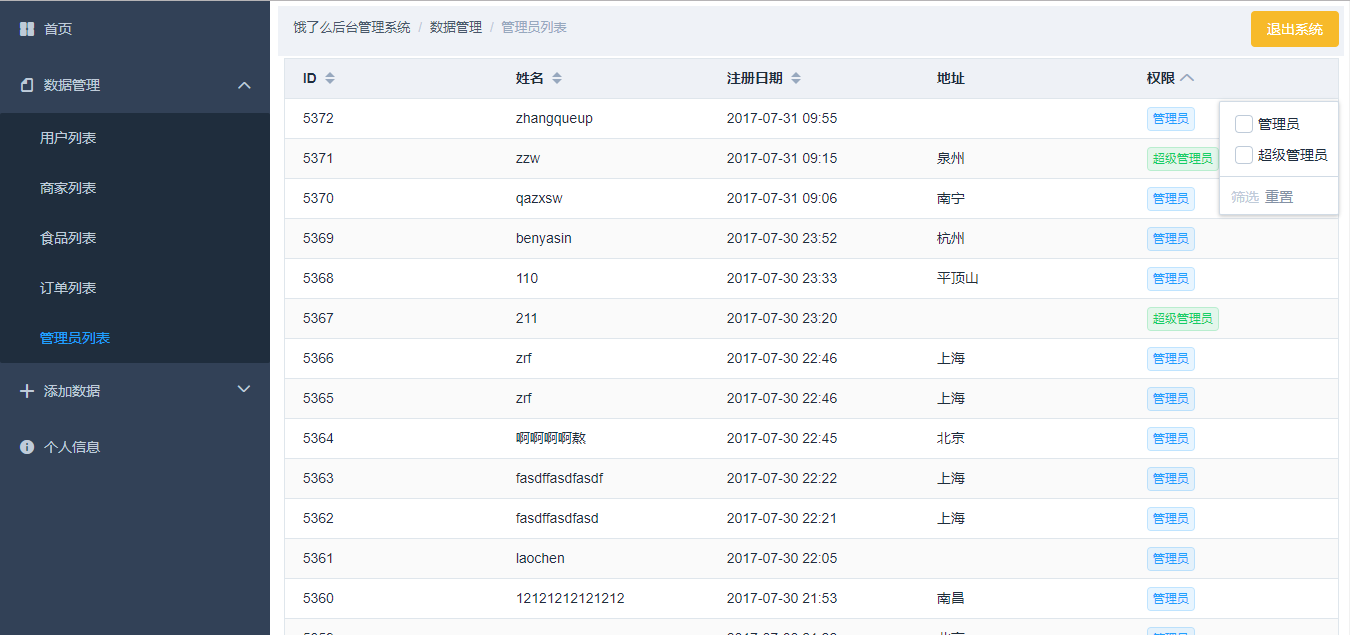 首页
数据管理
用户列表
商家列表
食品列表
订单列表
管理员列表
添加数据
个人信息
饿了么后台管理系统 / 数据管理 / 管理员列表
退出系统
ID 姓名 注册日期 地址 权限
5372 zhangqueup 2017-07-31 09:55 管理员
5371 zzw 2017-07-31 09:15 泉州 超级管理员
5370 qazxsw 2017-07-31 09:06 南宁 管理员
5369 benyasin 2017-07-30 23:52 杭州 管理员
5368 110 2017-07-30 23:33 平顶山 管理员
5367 211 2017-07-30 23:20 超级管理员
5366 zrf 2017-07-30 22:46 上海 管理员
5365 zrf 2017-07-30 22:46 上海 管理员
5364 啊啊啊啊敖 2017-07-30 22:45 北京 管理员
5363 fasdffasdfasdf 2017-07-30 22:22 上海 管理员
5362 fasdffasdfasd 2017-07-30 22:21 上海 管理员
5361 laochen 2017-07-30 22:05 管理员
5360 12121212121212 2017-07-30 21:53 南昌 管理员
管理员
超级管理员
筛选 重置